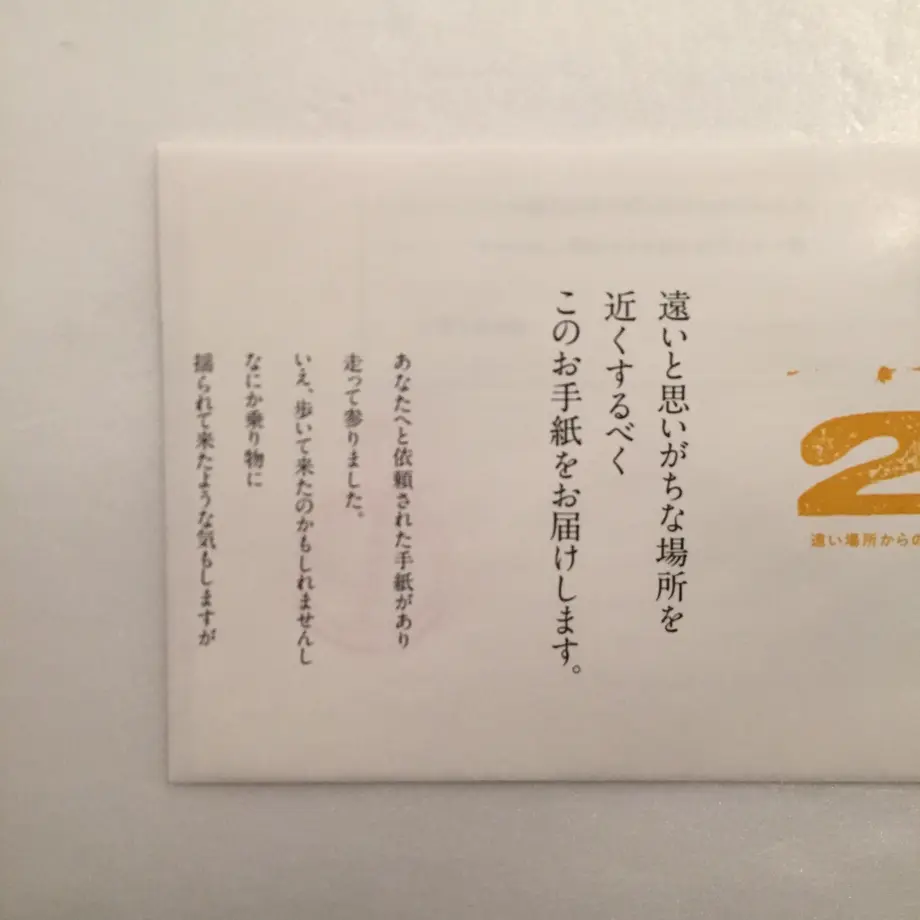 2
遠い場所からの
遠いと思いがちな場所を
近くするべく
このお手紙をお届けします。
あなたへと依頼された手紙があり
走って参りました。
いえ、歩いて来たのかもしれませんし
なにか乗り物に
揺られて来たような気もしますが